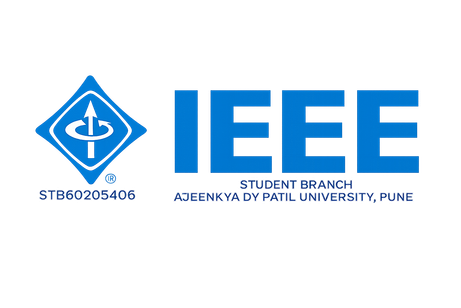 IEEE
®
STB60205406
STUDENT BRANCH
AJEENKYA DY PATIL UNIVERSITY, PUNE